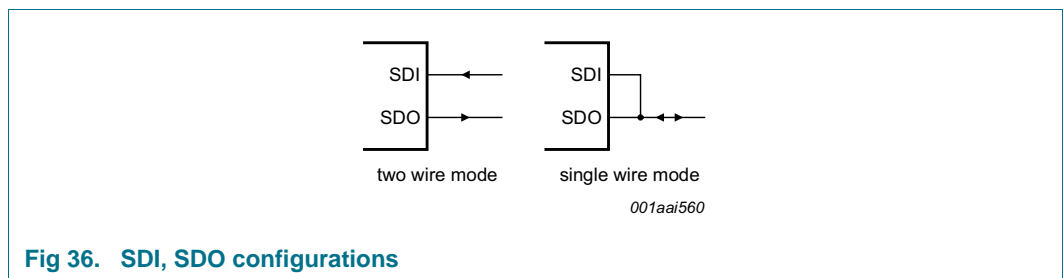 SDI
SDO
two wire mode
SDI
SDO
single wire mode
001aai560
Fig 36. SDI, SDO configurations